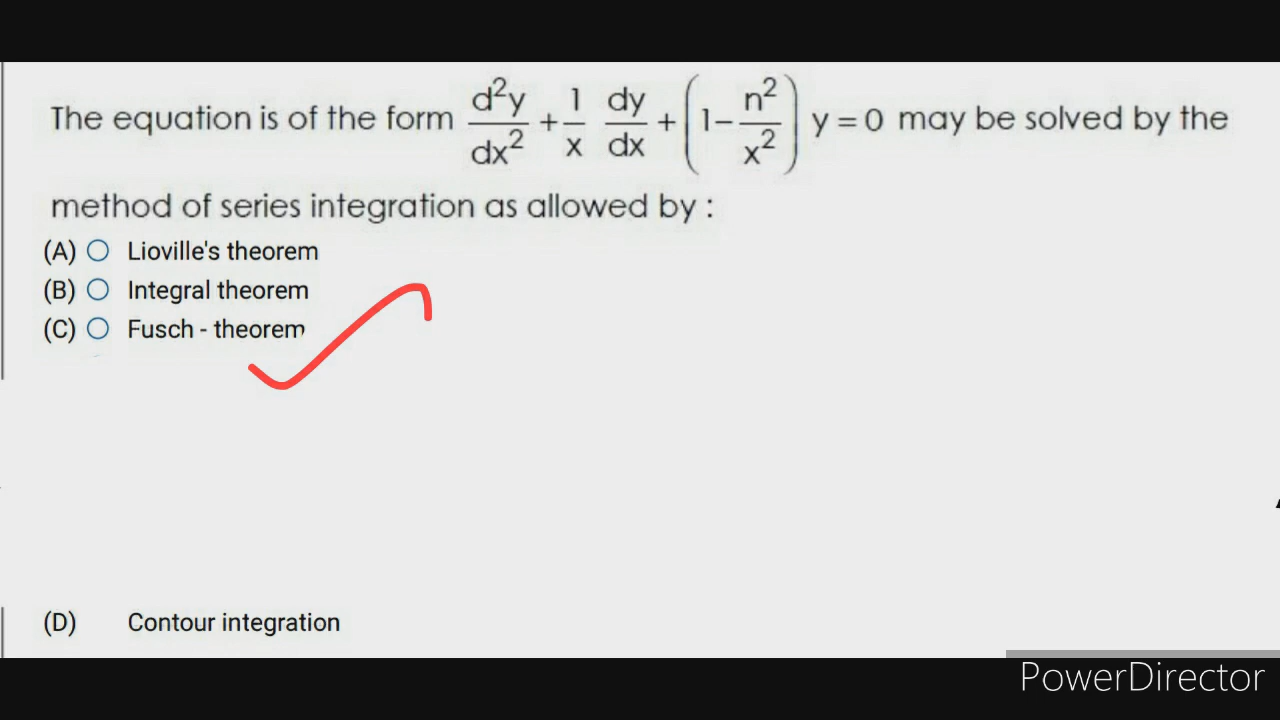 The equation is of the form d²y/dx² + 1/x dy/dx + (1 − n²/x²) y = 0 may be solved by the
method of series integration as allowed by :
(A) Lioville's theorem
(B) Integral theorem
(C) Fusch - theorem
(D) Contour integration
PowerDirector